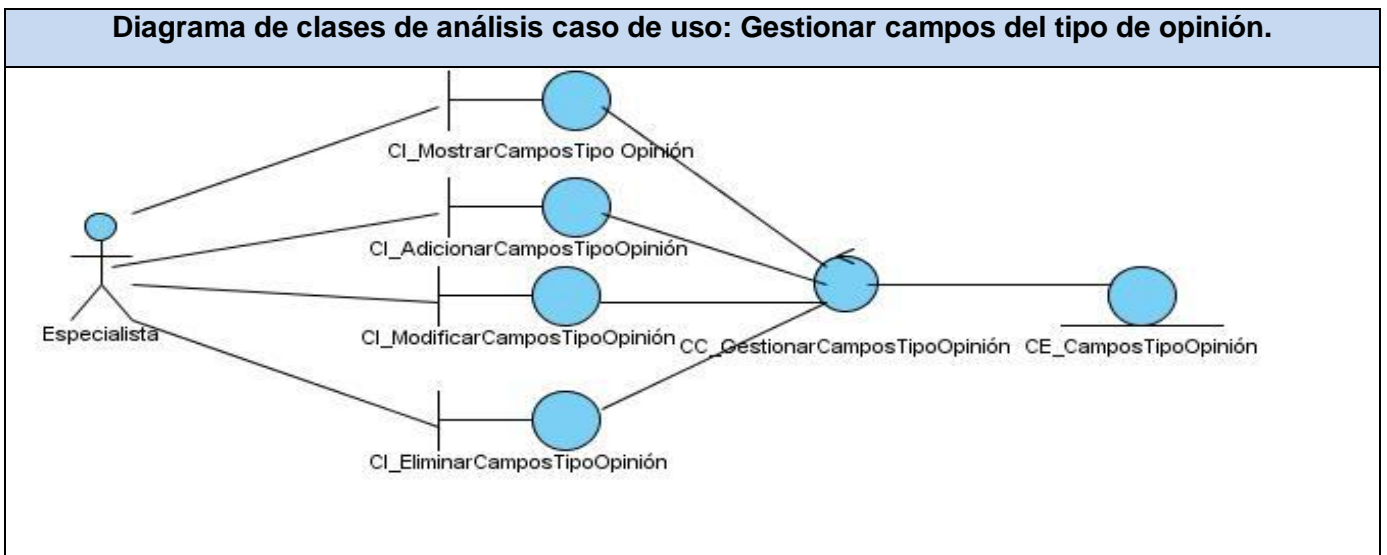 Diagrama de clases de análisis caso de uso: Gestionar campos del tipo de opinión.
CI_MostrarCamposTipo Opinión
CI_AdicionarCamposTipoOpinión
Especialista
CI_ModificarCamposTipoOpinión
CC_GestionarCamposTipoOpinión
CE_CamposTipoOpinión
CI_EliminarCamposTipoOpinión